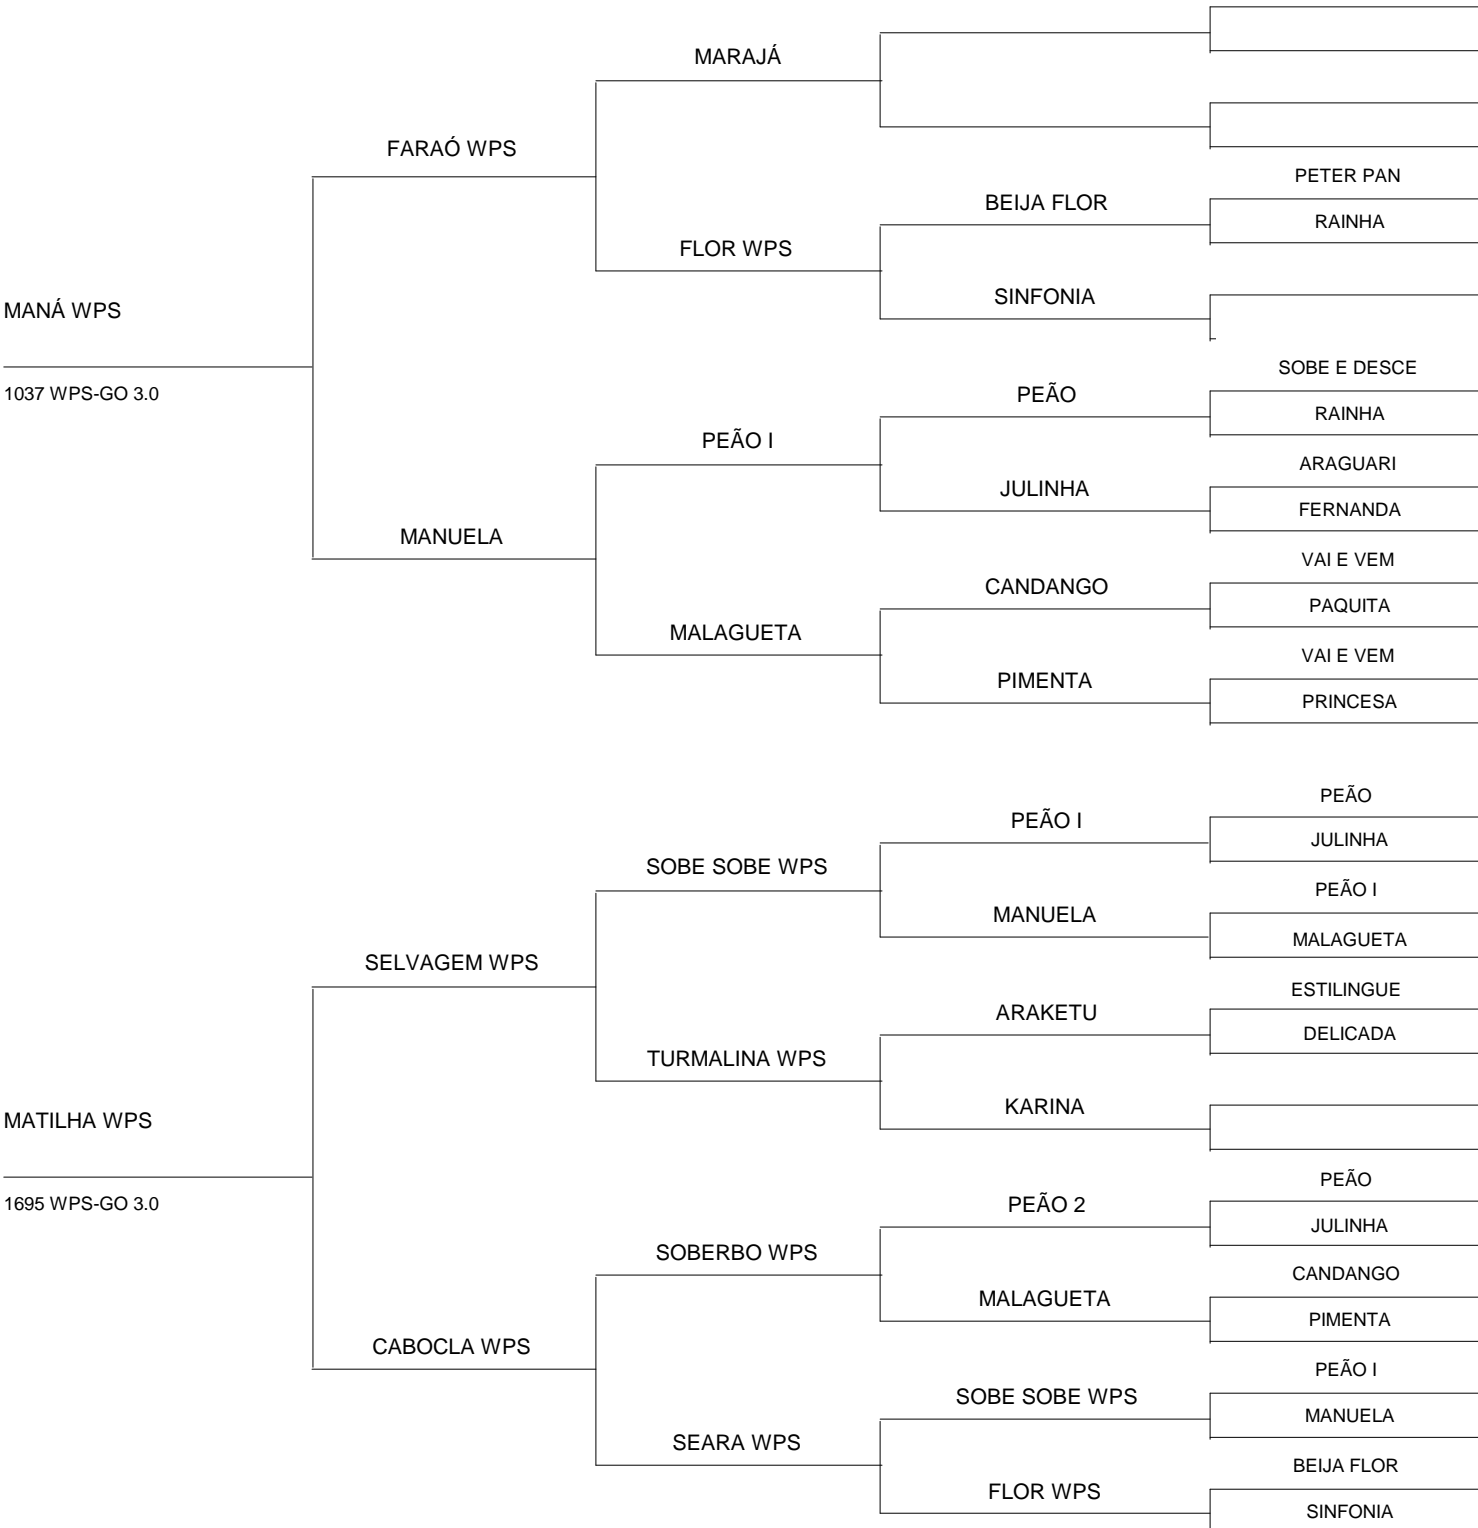 MARAJÁ
FARAÓ WPS
PETER PAN
BEIJA FLOR
RAINHA
FLOR WPS
SINFONIA
MANÁ WPS
SOBE E DESCE
1037 WPS-GO 3.0
PEÃO
RAINHA
PEÃO I
ARAGUARI
JULINHA
FERNANDA
MANUELA
VAI E VEM
CANDANGO
PAQUITA
MALAGUETA
VAI E VEM
PIMENTA
PRINCESA
PEÃO
PEÃO I
JULINHA
SOBE SOBE WPS
PEÃO I
MANUELA
MALAGUETA
SELVAGEM WPS
ESTILINGUE
ARAKETU
DELICADA
TURMALINA WPS
KARINA
MATILHA WPS
PEÃO
1695 WPS-GO 3.0
PEÃO 2
JULINHA
SOBERBO WPS
CANDANGO
MALAGUETA
PIMENTA
CABOCLA WPS
PEÃO I
SOBE SOBE WPS
MANUELA
SEARA WPS
BEIJA FLOR
FLOR WPS
SINFONIA